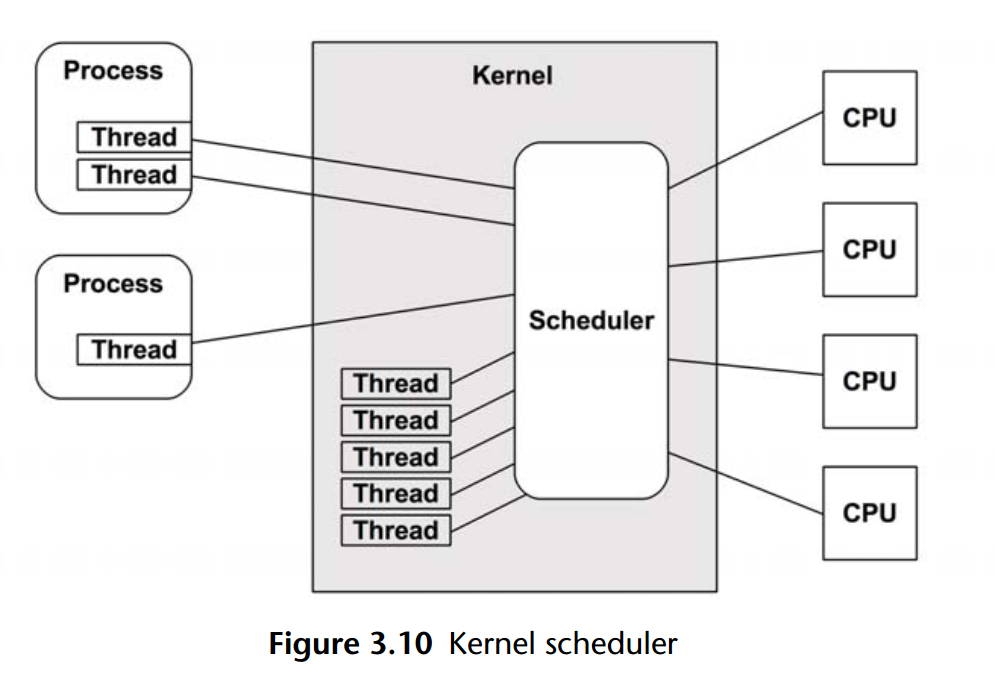 Process
Thread
Thread
Process
Thread
Kernel
Scheduler
Thread
Thread
Thread
Thread
Thread
CPU
CPU
CPU
CPU
Figure 3.10 Kernel scheduler